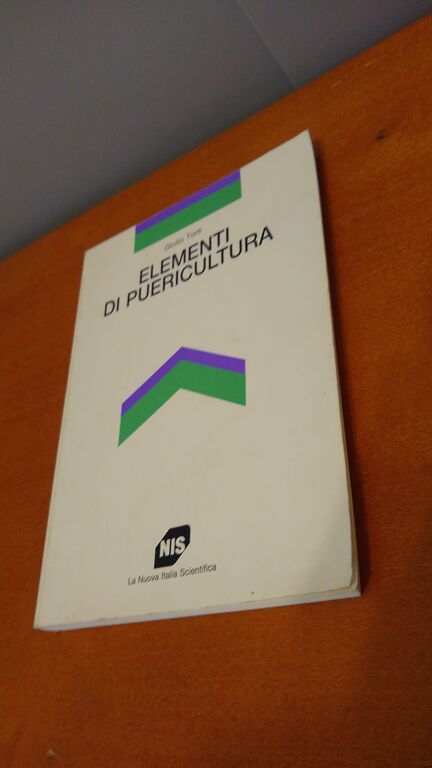 Giulio Torti
ELEMENTI
DI PUERICULTURA
NIS
La Nuova Italia Scientifica